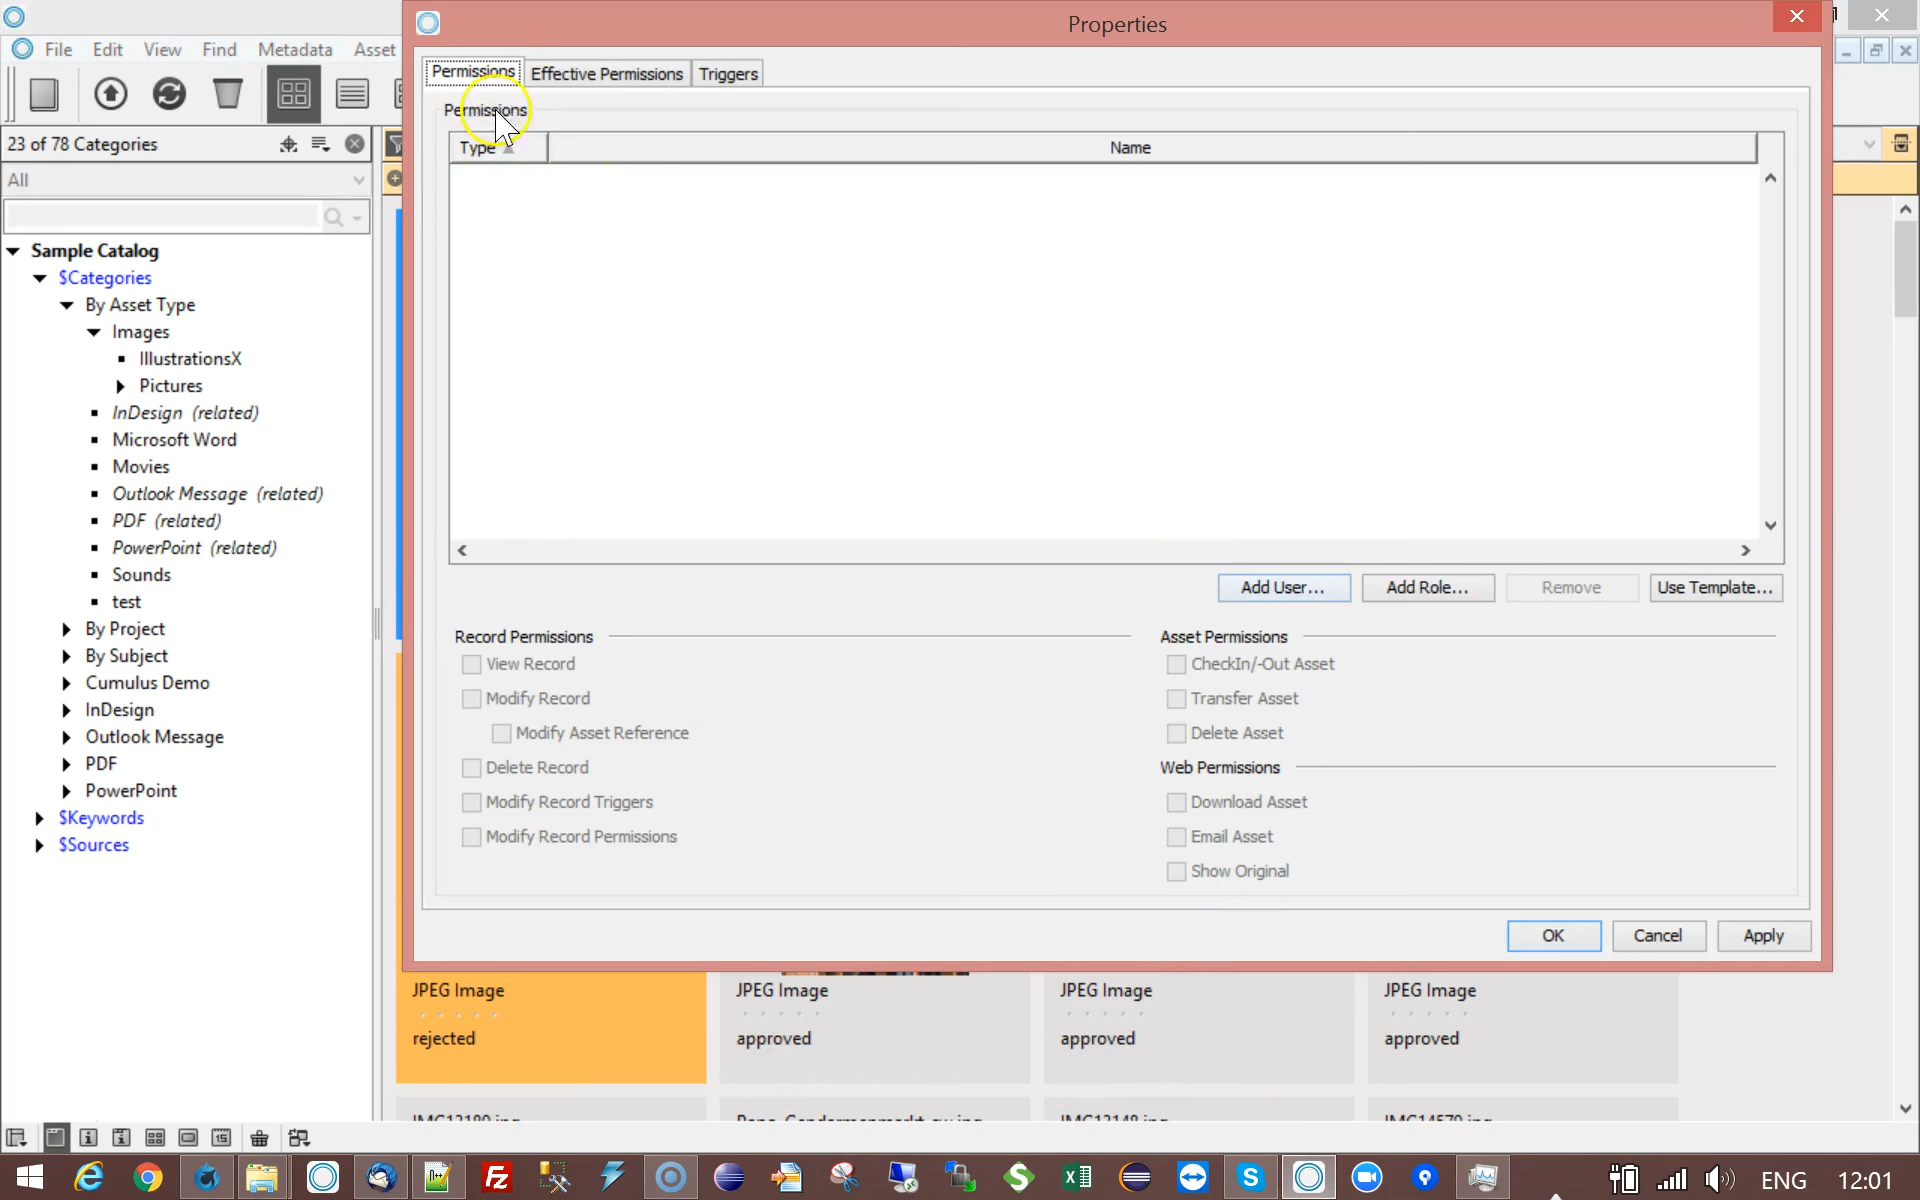 Properties
File Edit View Find Metadata Asset
Permissions Effective Permissions Triggers
Permissions
Type Name
23 of 78 Categories
All
Sample Catalog
$Categories
By Asset Type
Images
IllustrationsX
Pictures
InDesign (related)
Microsoft Word
Movies
Outlook Message (related)
PDF (related)
PowerPoint (related)
Sounds
test
By Project
By Subject
Cumulus Demo
InDesign
Outlook Message
PDF
PowerPoint
$Keywords
$Sources
Add User... Add Role... Remove Use Template...
Record Permissions
View Record
Modify Record
Modify Asset Reference
Delete Record
Modify Record Triggers
Modify Record Permissions
Asset Permissions
CheckIn/-Out Asset
Transfer Asset
Delete Asset
Web Permissions
Download Asset
Email Asset
Show Original
OK Cancel Apply
JPEG Image JPEG Image JPEG Image JPEG Image
rejected approved approved approved
15
ENG 12:01